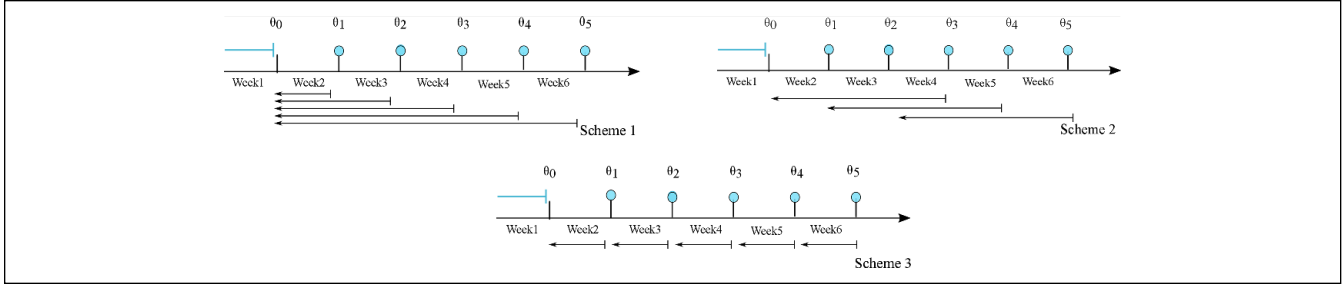 θ0 θ1 θ2 θ3 θ4 θ5
Week1 Week2 Week3 Week4 Week5 Week6
Scheme 1
θ0 θ1 θ2 θ3 θ4 θ5
Week1 Week2 Week3 Week4 Week5 Week6
Scheme 2
θ0 θ1 θ2 θ3 θ4 θ5
Week1 Week2 Week3 Week4 Week5 Week6
Scheme 3